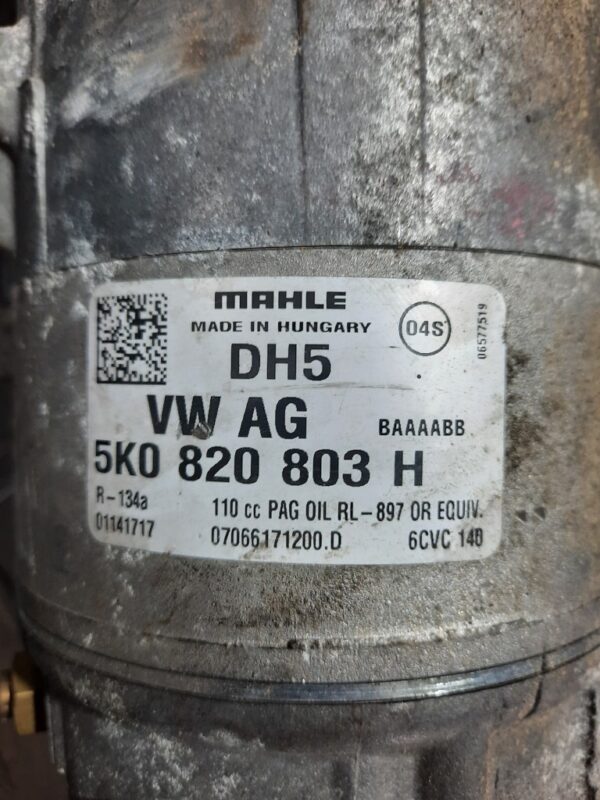 MAHLE
MADE IN HUNGARY
04S
06577519
DH5
VW AG
BAAAABB
5K0 820 803 H
R-134a
110 cc PAG OIL RL-897 OR EQUIV.
01141717
07066171200.D
6CVC 140